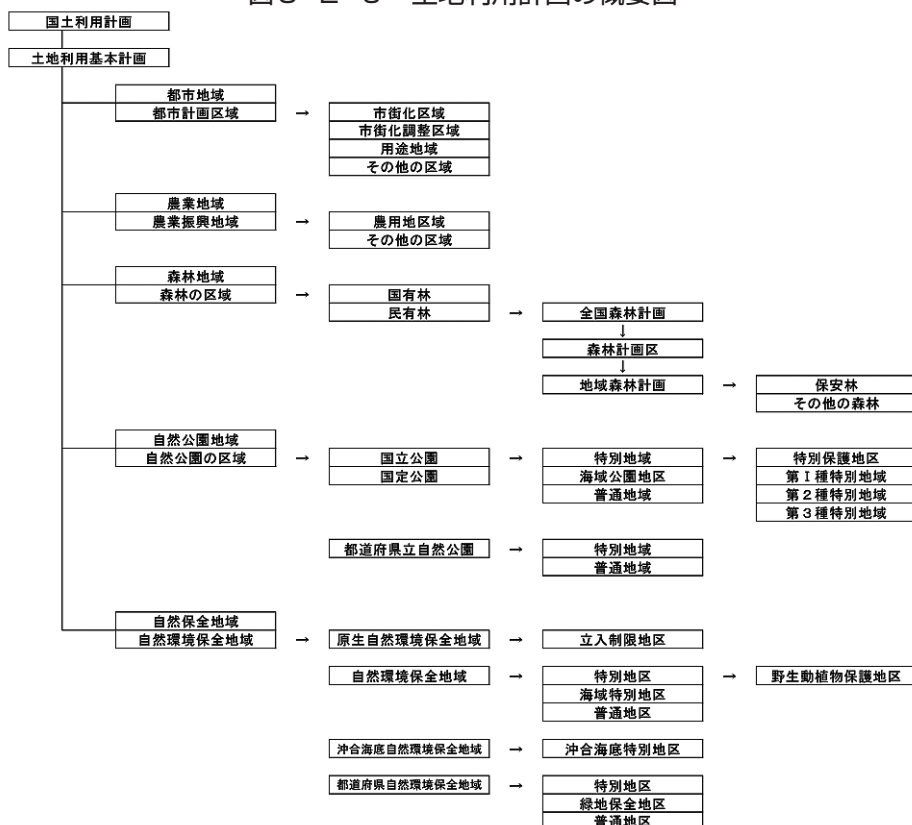 図3-2-3 土地利用計画の概要図
国土利用計画
土地利用基本計画
都市地域
都市計画区域 → 市街化区域
市街化調整区域
用途地域
その他の区域
農業地域
農業振興地域 → 農用地区域
その他の区域
森林地域
森林の区域 → 国有林
民有林 → 全国森林計画
↓
森林計画区
↓
地域森林計画 → 保安林
その他の森林
自然公園地域
自然公園の区域 → 国立公園 → 特別地域 → 特別保護地区
国定公園 海域公園地区 第Ⅰ種特別地域
普通地域 第2種特別地域
第3種特別地域
都道府県立自然公園 → 特別地域
普通地域
自然保全地域
自然環境保全地域 → 原生自然環境保全地域 → 立入制限地区
自然環境保全地域 → 特別地区 → 野生動植物保護地区
海域特別地区
普通地区
沖合海底自然環境保全地域 → 沖合海底特別地区
都道府県自然環境保全地域 → 特別地区
緑地保全地区
普通地区